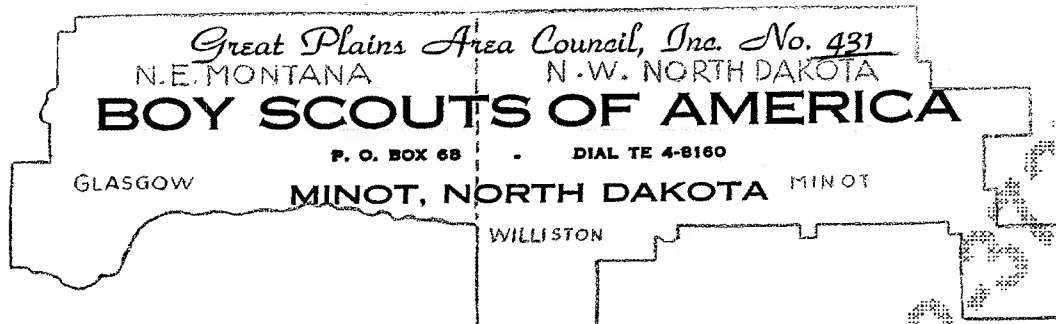 Great Plains Area Council, Inc. No. 431
N.E. MONTANA N.W. NORTH DAKOTA
BOY SCOUTS OF AMERICA
P. O. BOX 68 - DIAL TE 4-8160
GLASGOW MINOT, NORTH DAKOTA MINOT
WILLISTON